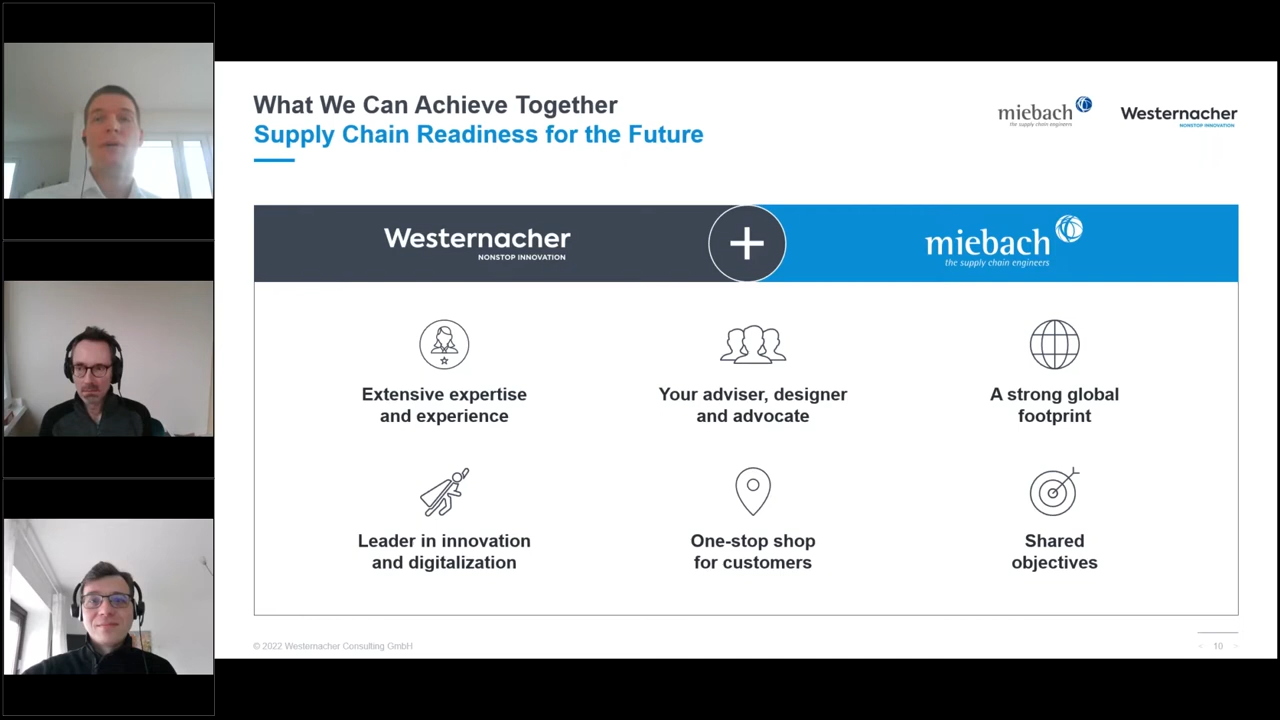 What We Can Achieve Together
Supply Chain Readiness for the Future
miebach
the supply chain engineers
Westernacher
NONSTOP INNOVATION
Westernacher
NONSTOP INNOVATION
+
miebach
the supply chain engineers
Extensive expertise
and experience
Your adviser, designer
and advocate
A strong global
footprint
Leader in innovation
and digitalization
One-stop shop
for customers
Shared
objectives
© 2022 Westernacher Consulting GmbH
< 10 >